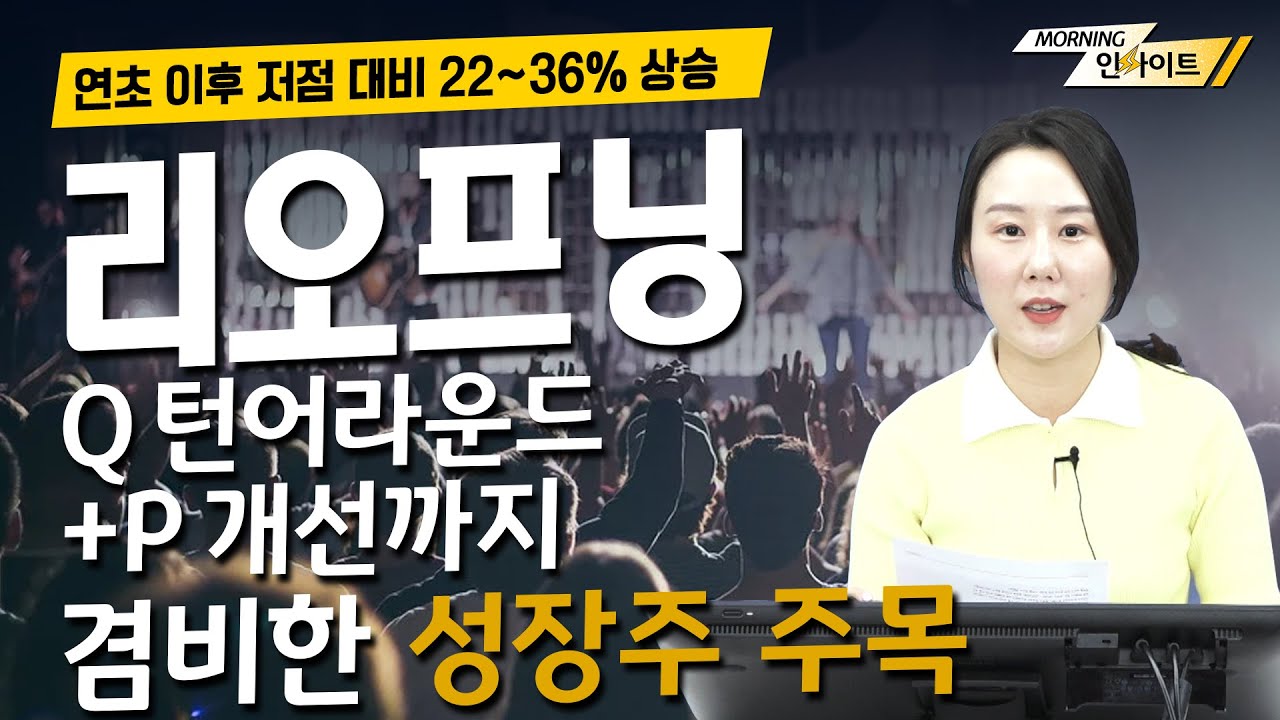 연초 이후 저점 대비 22~36% 상승
MORNING
인사이트
리오프닝
Q 턴어라운드
+P 개선까지
겸비한 성장주 주목